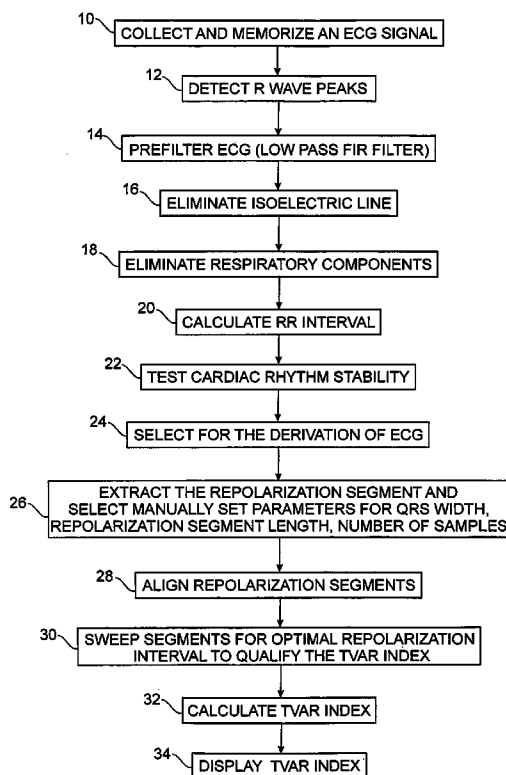 10
COLLECT AND MEMORIZE AN ECG SIGNAL
12
DETECT R WAVE PEAKS
14
PREFILTER ECG (LOW PASS FIR FILTER)
16
ELIMINATE ISOELECTRIC LINE
18
ELIMINATE RESPIRATORY COMPONENTS
20
CALCULATE RR INTERVAL
22
TEST CARDIAC RHYTHM STABILITY
24
SELECT FOR THE DERIVATION OF ECG
26
EXTRACT THE REPOLARIZATION SEGMENT AND
SELECT MANUALLY SET PARAMETERS FOR QRS WIDTH,
REPOLARIZATION SEGMENT LENGTH, NUMBER OF SAMPLES
28
ALIGN REPOLARIZATION SEGMENTS
30
SWEEP SEGMENTS FOR OPTIMAL REPOLARIZATION
INTERVAL TO QUALIFY THE TVAR INDEX
32
CALCULATE TVAR INDEX
34
DISPLAY TVAR INDEX